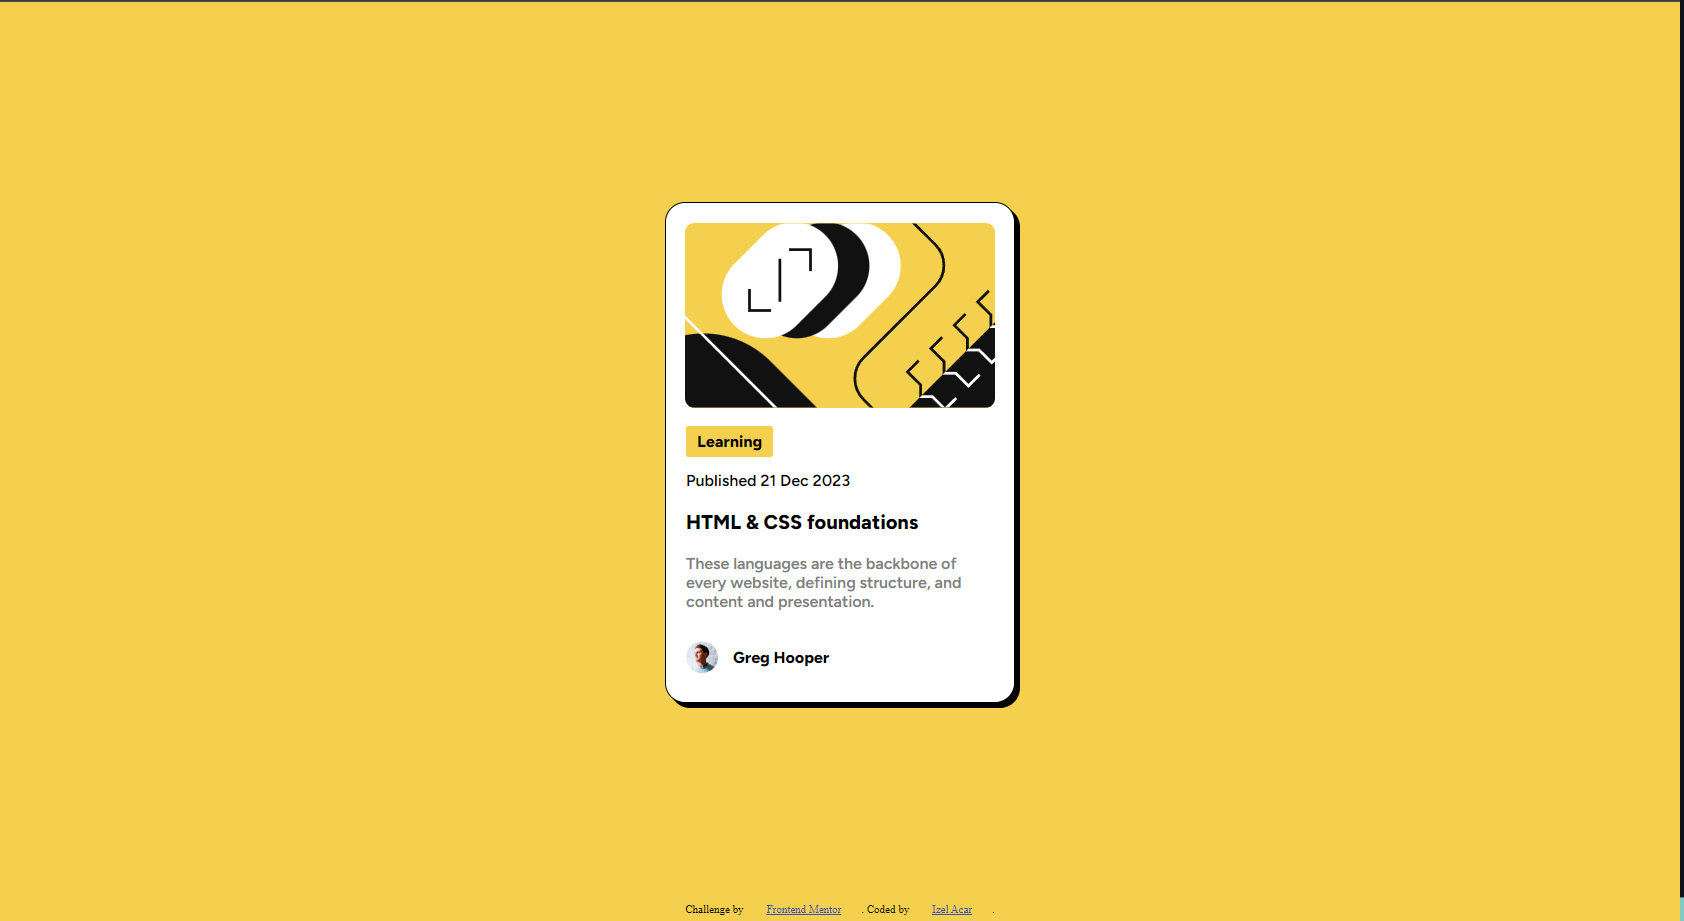 Learning
Published 21 Dec 2023
HTML & CSS foundations
These languages are the backbone of
every website, defining structure, and
content and presentation.
Greg Hooper
Challenge by Frontend Mentor . Coded by Izel Acar .